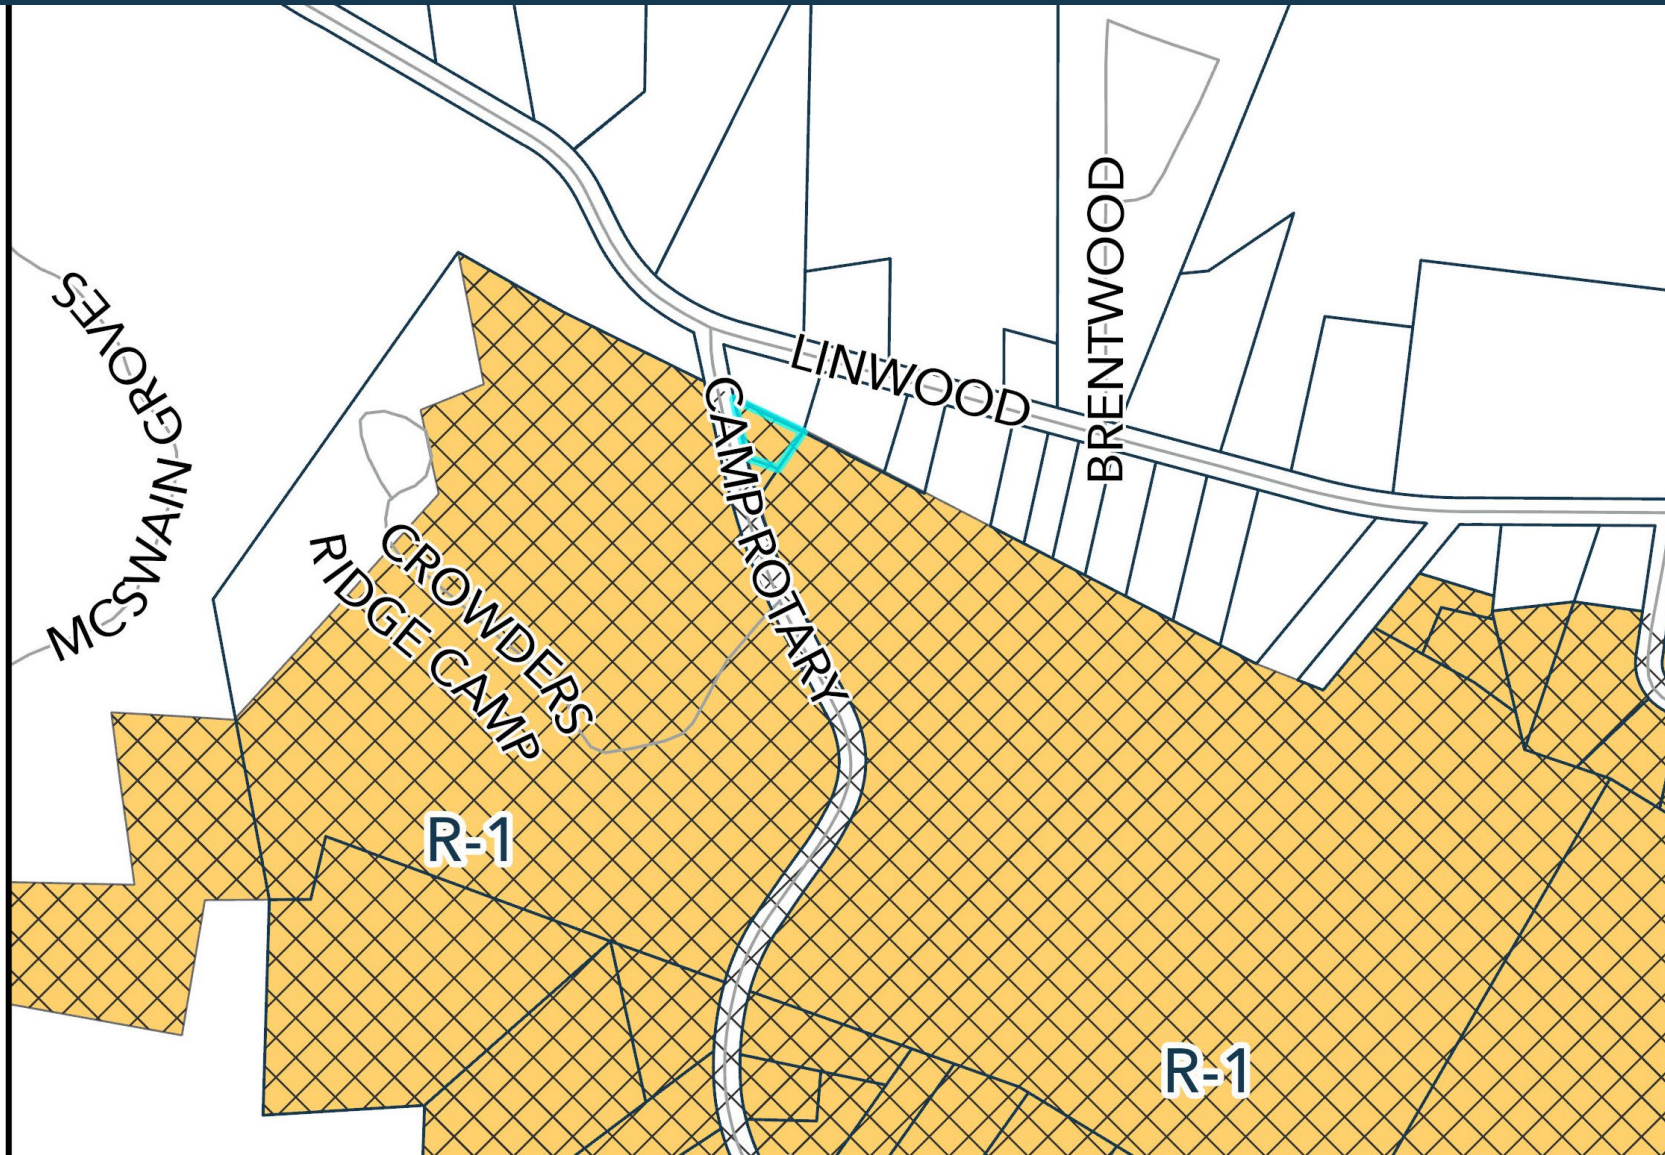 BRENTWOOD
MCSWAIN GROVES
LINWOOD
CAMP ROTARY
CROWDERS
RIDGE CAMP
R-1
R-1